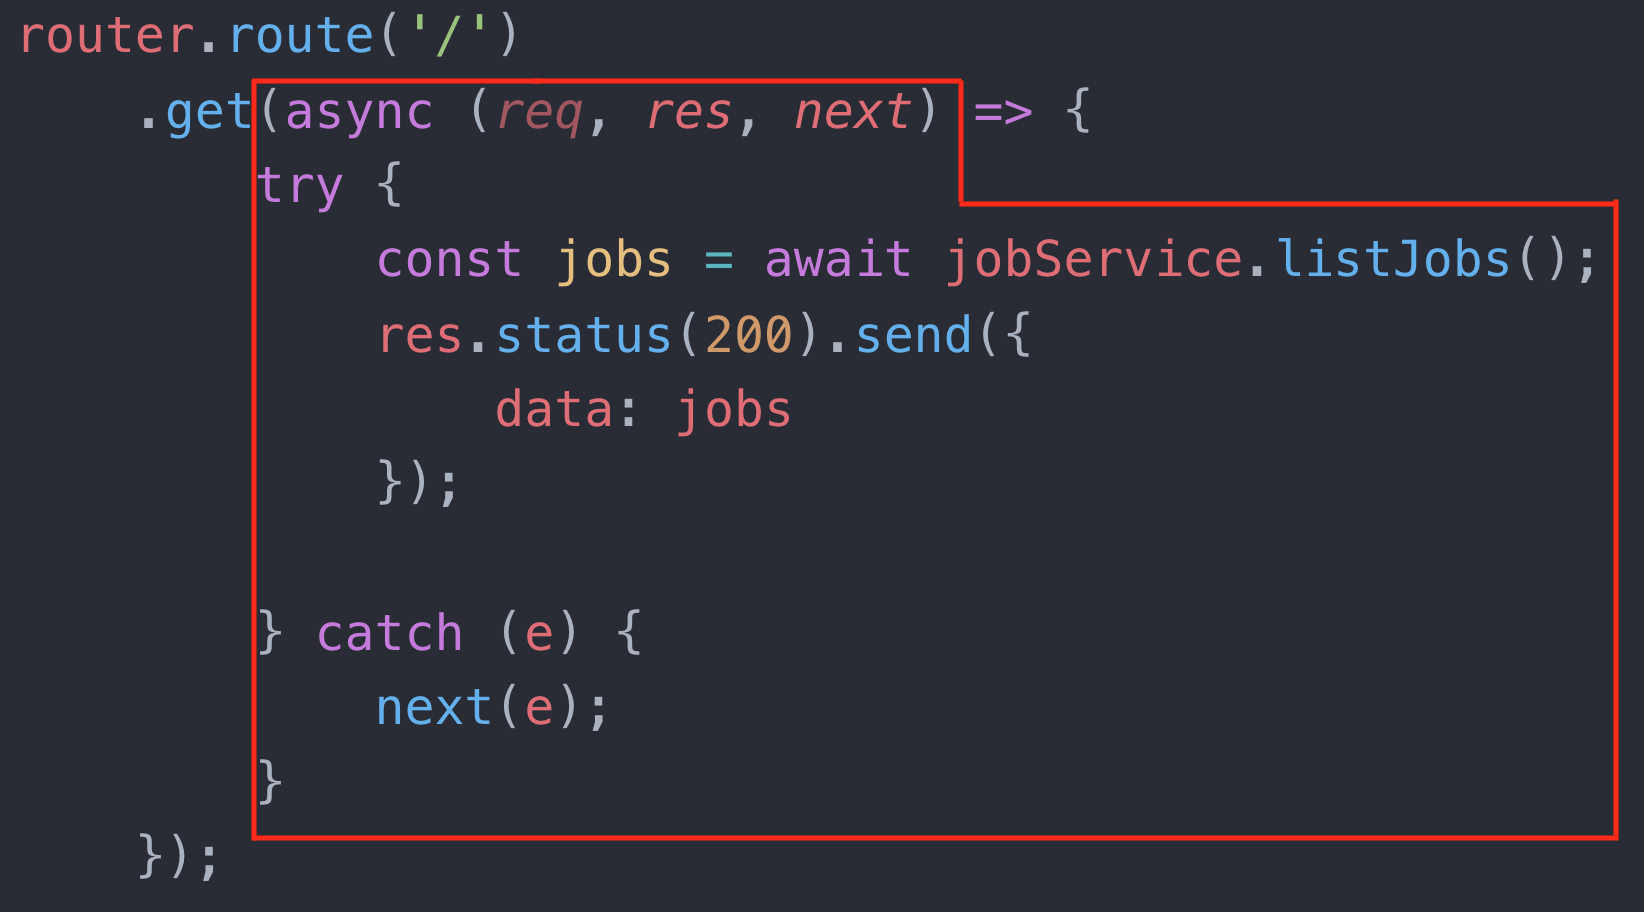 router.route('/')
.get(async (req, res, next) => {
try {
const jobs = await jobService.listJobs();
res.status(200).send({
data: jobs
});
} catch (e) {
next(e);
}
});